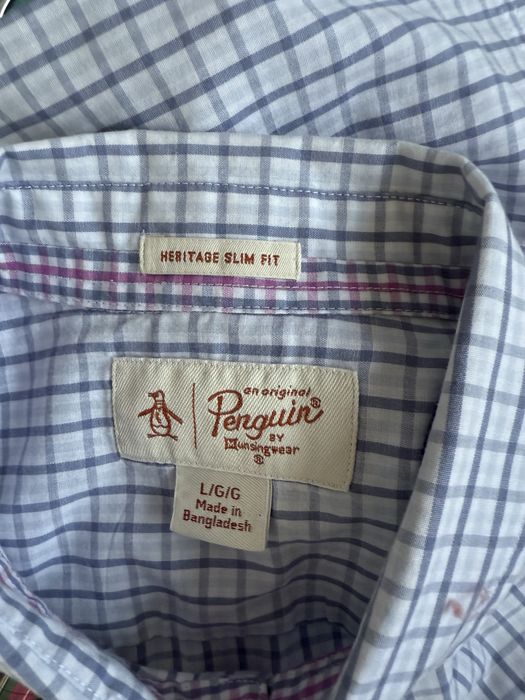 HERITAGE SLIM FIT
an original
Penguin®
BY
Munsingwear
®
L/G/G
Made in
Bangladesh